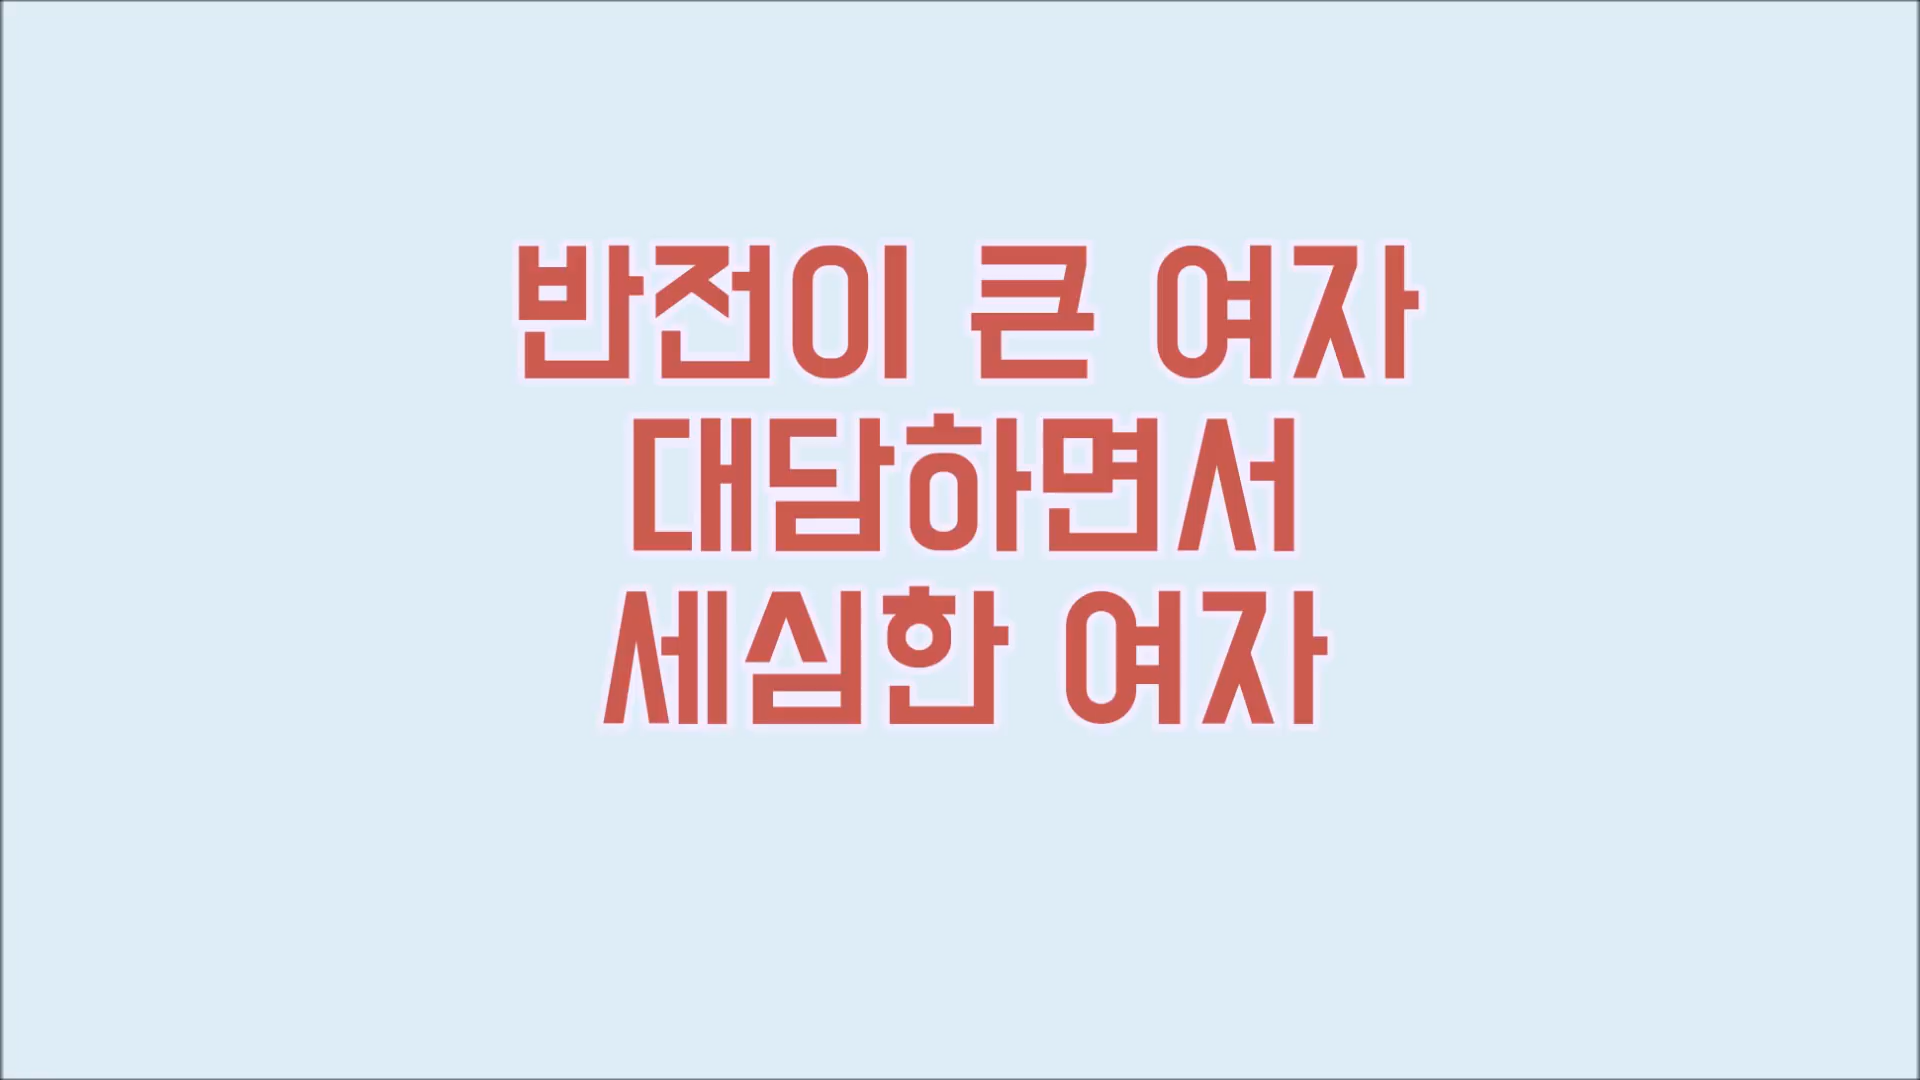 반전이 큰 여자
대담하면서
세심한 여자